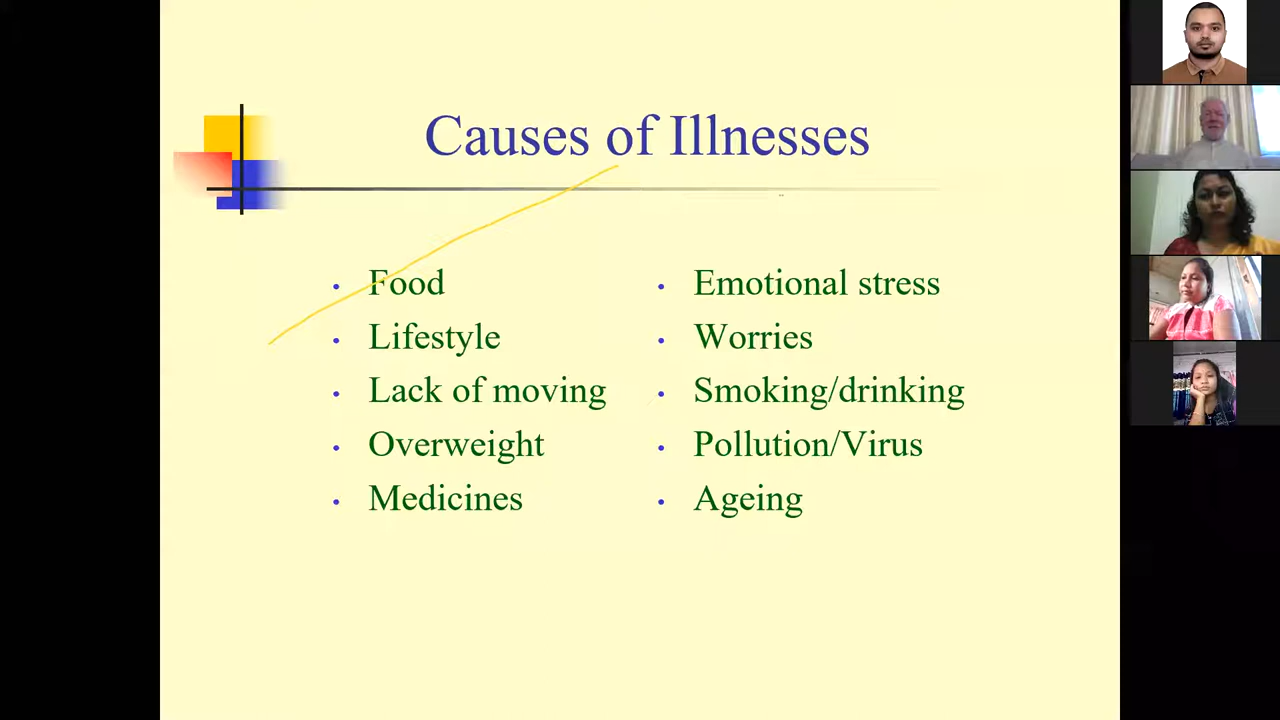 Causes of Illnesses
• Food
• Lifestyle
• Lack of moving
• Overweight
• Medicines
• Emotional stress
• Worries
• Smoking/drinking
• Pollution/Virus
• Ageing